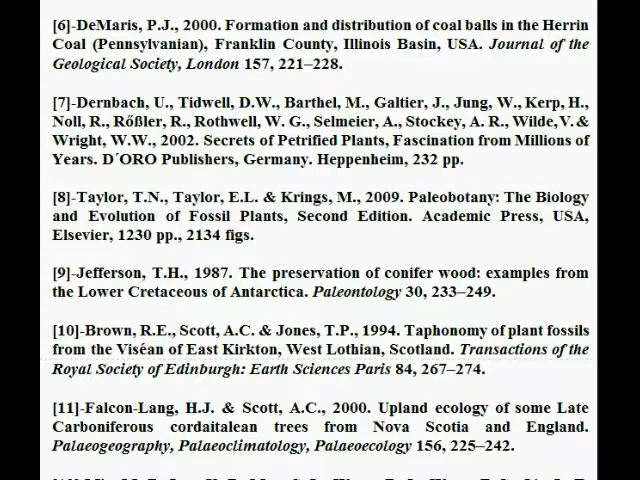 [6]-DeMaris, P.J., 2000. Formation and distribution of coal balls in the Herrin
Coal (Pennsylvanian), Franklin County, Illinois Basin, USA. Journal of the
Geological Society, London 157, 221–228.
[7]-Dernbach, U., Tidwell, D.W., Barthel, M., Galtier, J., Jung, W., Kerp, H.,
Noll, R., Rőßler, R., Rothwell, W. G., Selmeier, A., Stockey, A. R., Wilde,V. &
Wright, W.W., 2002. Secrets of Petrified Plants, Fascination from Millions of
Years. D´ORO Publishers, Germany. Heppenheim, 232 pp.
[8]-Taylor, T.N., Taylor, E.L. & Krings, M., 2009. Paleobotany: The Biology
and Evolution of Fossil Plants, Second Edition. Academic Press, USA,
Elsevier, 1230 pp., 2134 figs.
[9]-Jefferson, T.H., 1987. The preservation of conifer wood: examples from
the Lower Cretaceous of Antarctica. Paleontology 30, 233–249.
[10]-Brown, R.E., Scott, A.C. & Jones, T.P., 1994. Taphonomy of plant fossils
from the Viséan of East Kirkton, West Lothian, Scotland. Transactions of the
Royal Society of Edinburgh: Earth Sciences Paris 84, 267–274.
[11]-Falcon-Lang, H.J. & Scott, A.C., 2000. Upland ecology of some Late
Carboniferous cordaitalean trees from Nova Scotia and England.
Palaeogeography, Palaeoclimatology, Palaeoecology 156, 225–242.